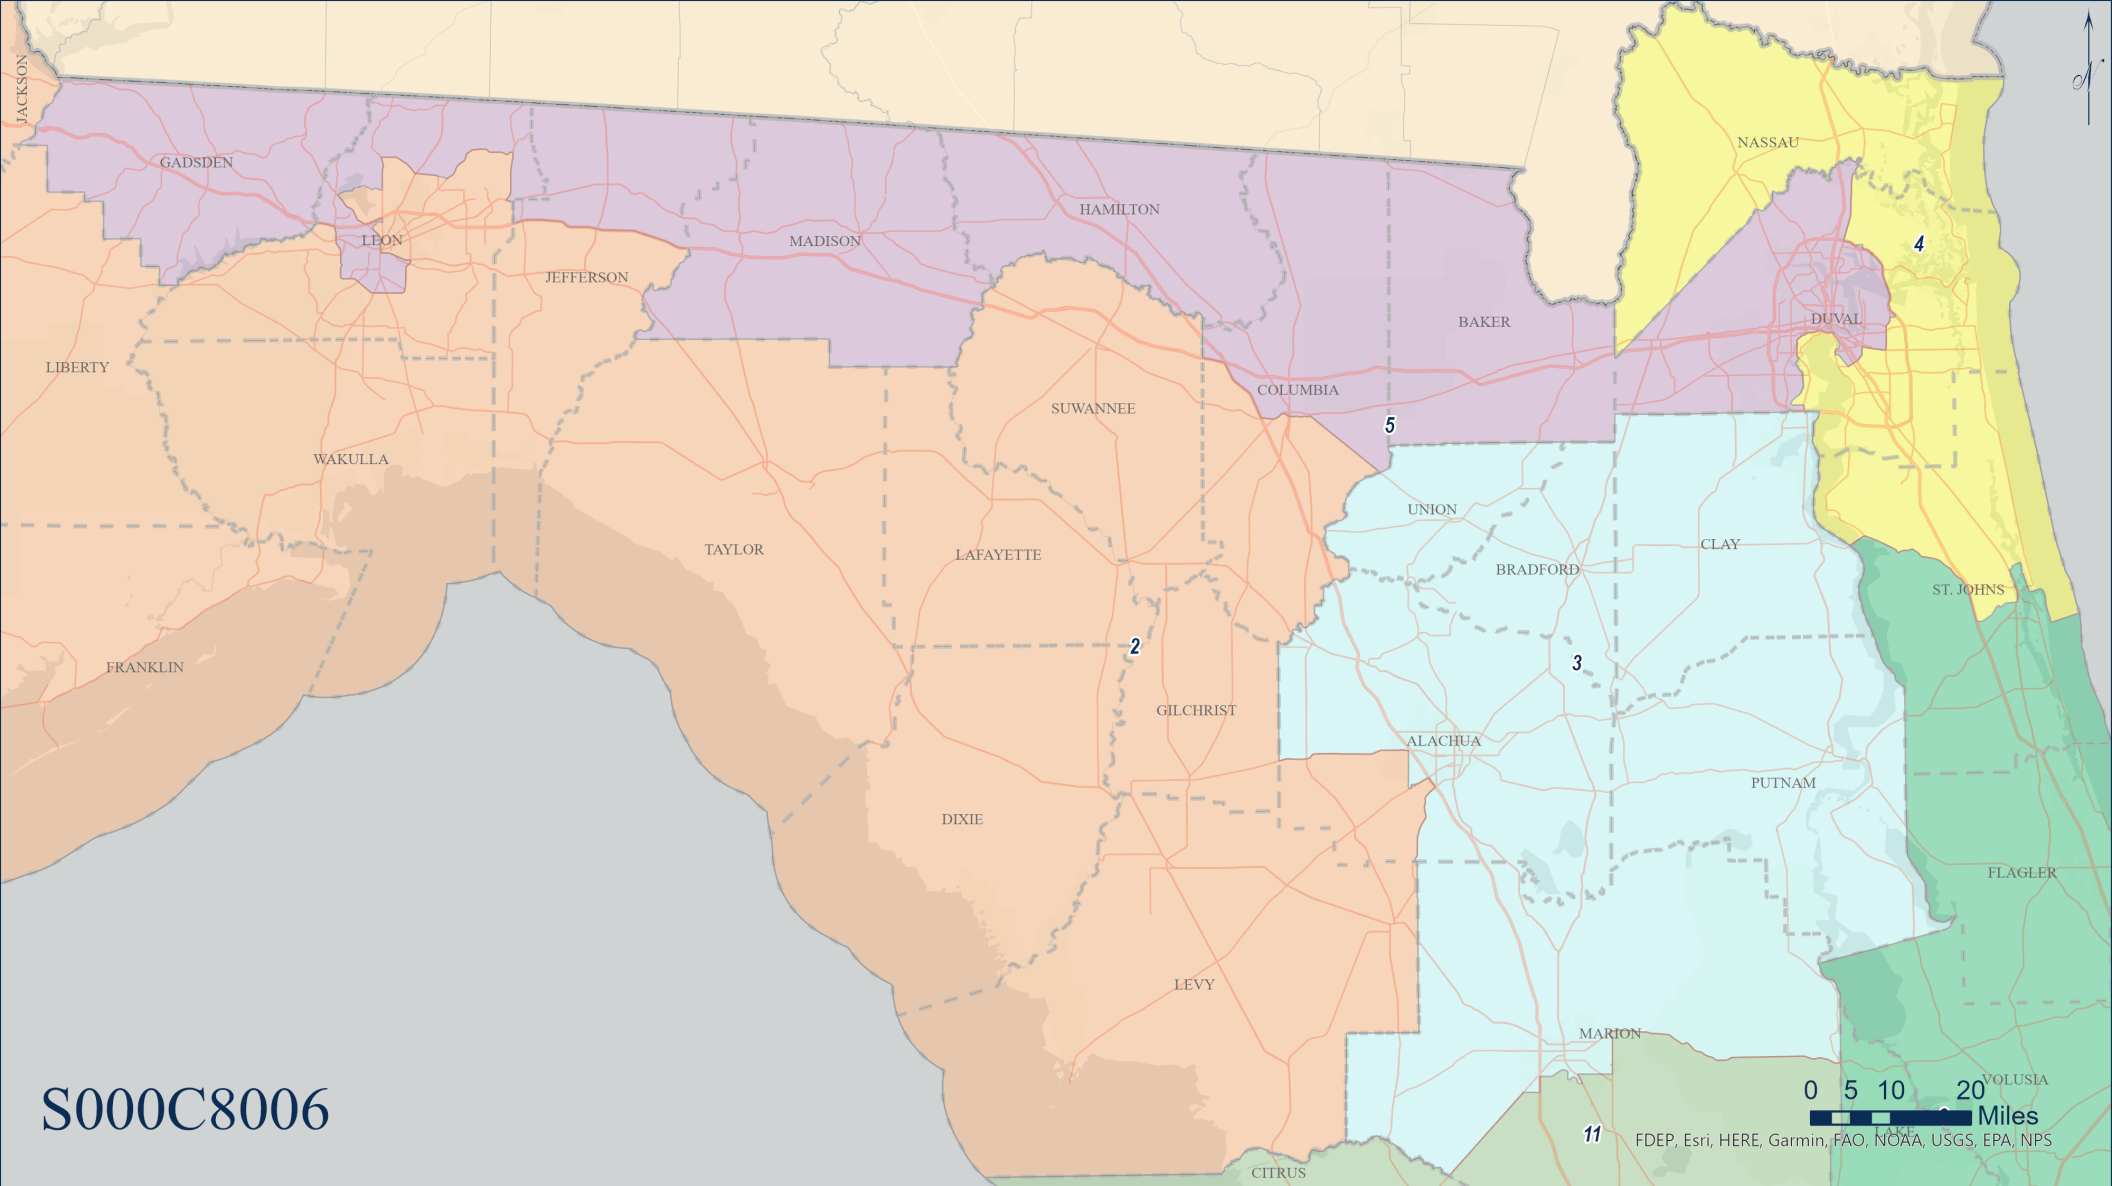 JACKSON
N
NASSAU
GADSDEN
HAMILTON
LEON
MADISON
4
JEFFERSON
BAKER
DUVAL
LIBERTY
COLUMBIA
SUWANNEE
5
WAKULLA
UNION
TAYLOR
LAFAYETTE
CLAY
BRADFORD
ST. JOHNS
2
3
FRANKLIN
GILCHRIST
ALACHUA
PUTNAM
DIXIE
FLAGLER
LEVY
MARION
VOLUSIA
0 5 10 20
Miles
S000C8006
11
LAKE
FDEP, Esri, HERE, Garmin, FAO, NOAA, USGS, EPA, NPS
CITRUS